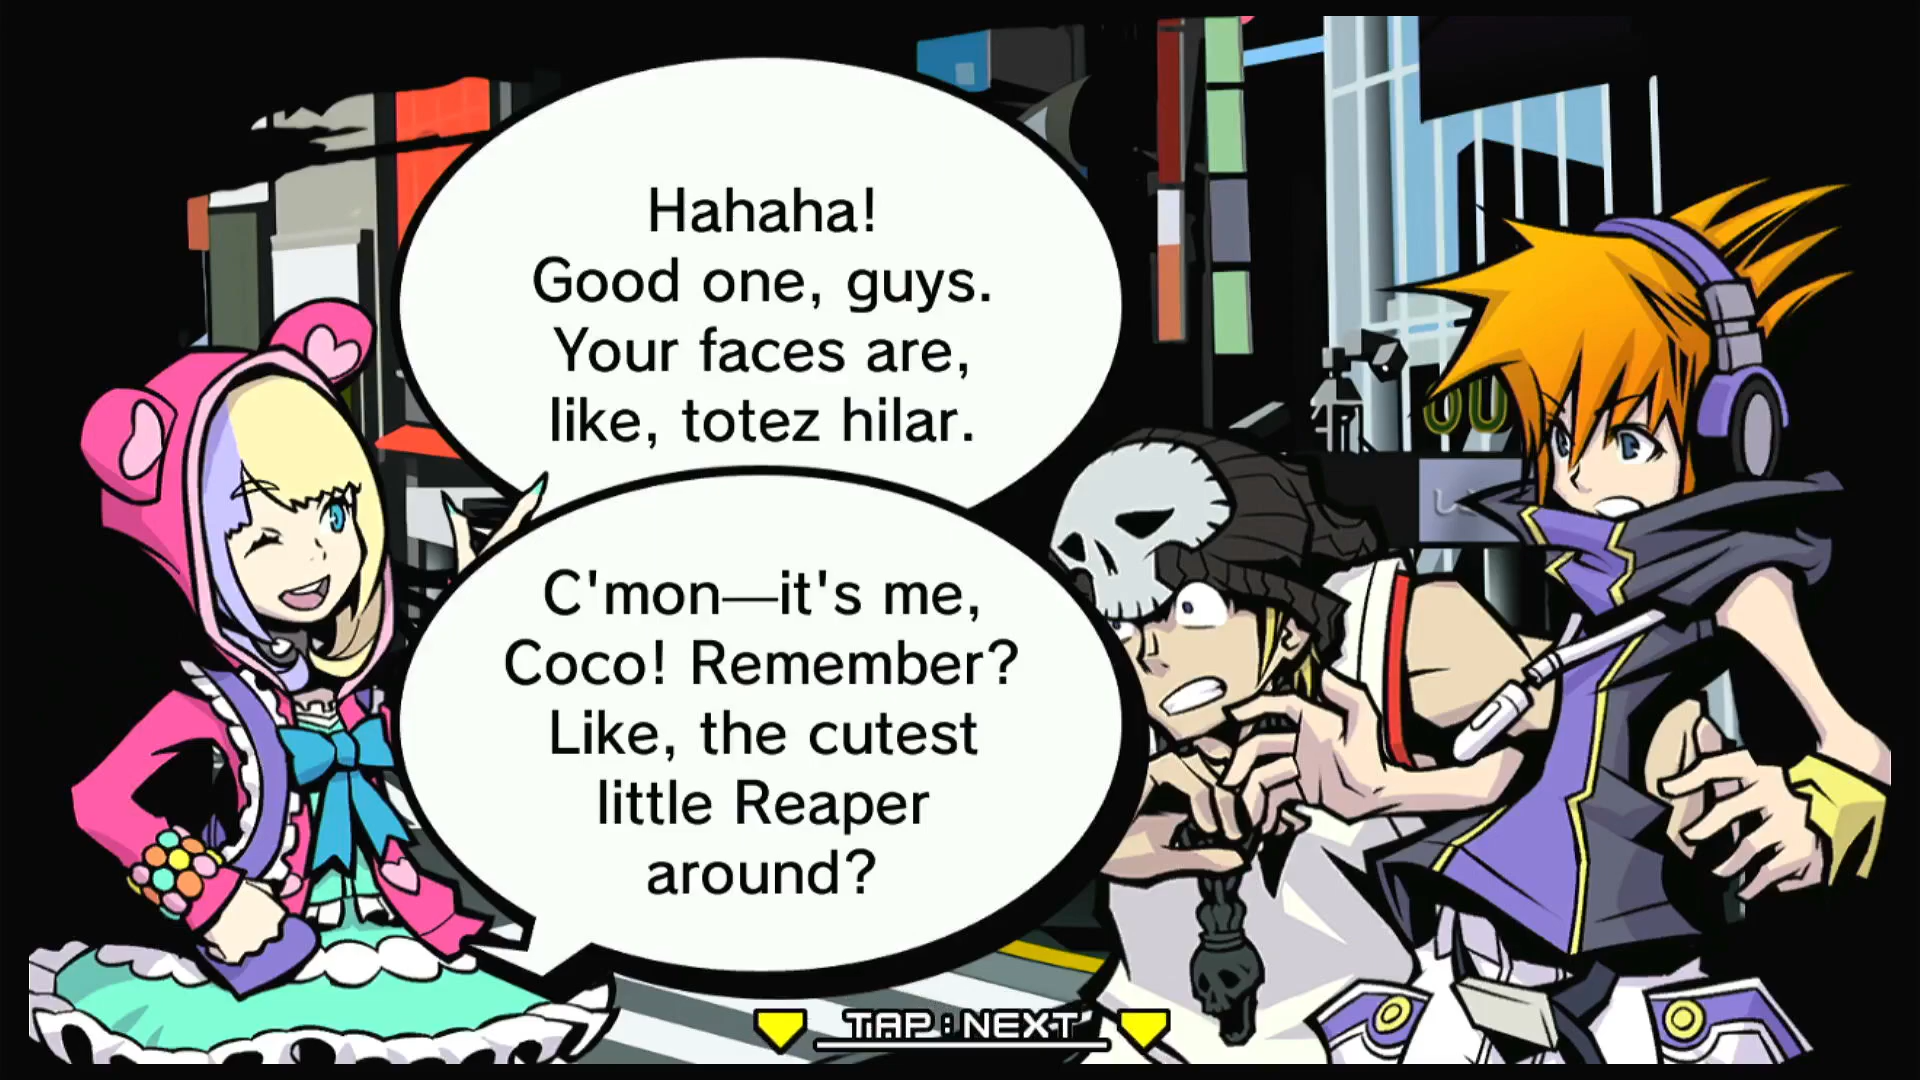 Hahaha!
Good one, guys.
Your faces are,
like, totez hilar.
C'mon—it's me,
Coco! Remember?
Like, the cutest
little Reaper
around?
TAP : NEXT